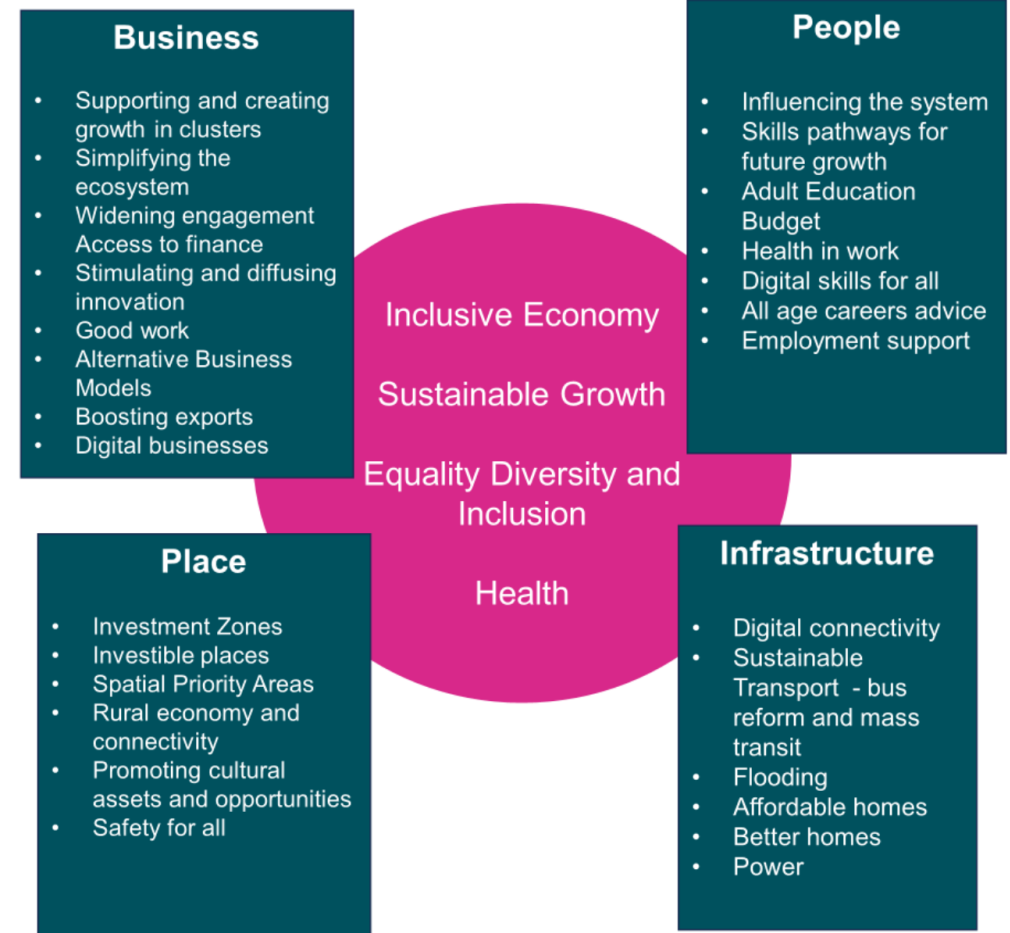 Business
• Supporting and creating
growth in clusters
• Simplifying the
ecosystem
• Widening engagement
Access to finance
• Stimulating and diffusing
innovation
• Good work
• Alternative Business
Models
• Boosting exports
• Digital businesses
People
• Influencing the system
• Skills pathways for
future growth
• Adult Education
Budget
• Health in work
• Digital skills for all
• All age careers advice
• Employment support
Inclusive Economy
Sustainable Growth
Equality Diversity and
Inclusion
Health
Place
• Investment Zones
• Investible places
• Spatial Priority Areas
• Rural economy and
connectivity
• Promoting cultural
assets and opportunities
• Safety for all
Infrastructure
• Digital connectivity
• Sustainable
Transport - bus
reform and mass
transit
• Flooding
• Affordable homes
• Better homes
• Power